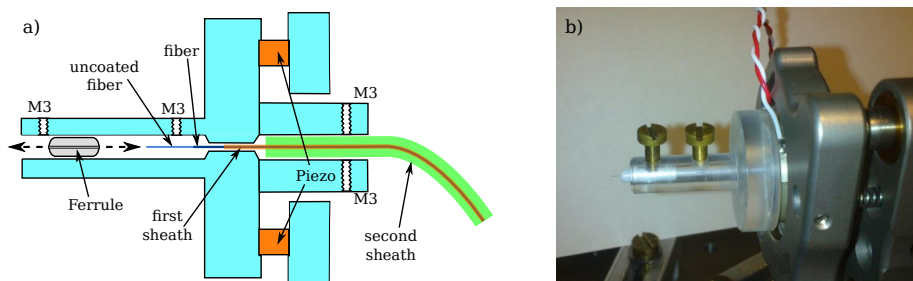 a)
fiber
uncoated
fiber
M3
M3
M3
Ferrule
first
sheath
Piezo
M3
second
sheath
b)